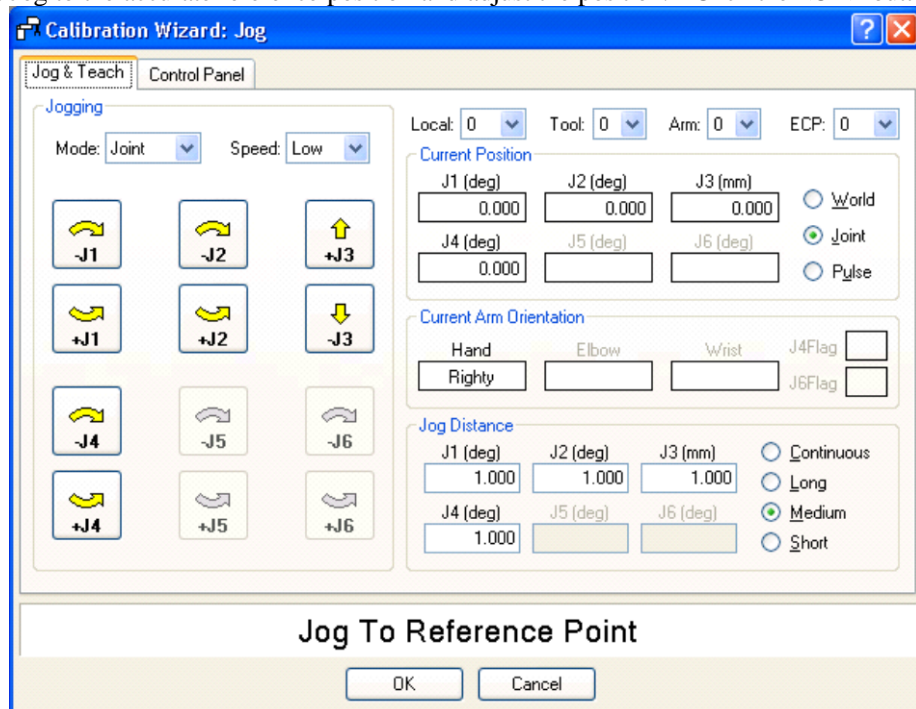 Calibration Wizard: Jog
Jog & Teach Control Panel
Jogging
Mode: Joint Speed: Low
-J1 -J2 +J3
+J1 +J2 -J3
-J4 -J5 -J6
+J4 +J5 +J6
Local: 0 Tool: 0 Arm: 0 ECP: 0
Current Position
J1 (deg) J2 (deg) J3 (mm)
0.000 0.000 0.000
J4 (deg) J5 (deg) J6 (deg)
0.000
World
Joint
Pulse
Current Arm Orientation
Hand Elbow Wrist
Righty
J4Flag
J6Flag
Jog Distance
J1 (deg) J2 (deg) J3 (mm)
1.000 1.000 1.000
J4 (deg) J5 (deg) J6 (deg)
1.000
Continuous
Long
Medium
Short
Jog To Reference Point
OK Cancel